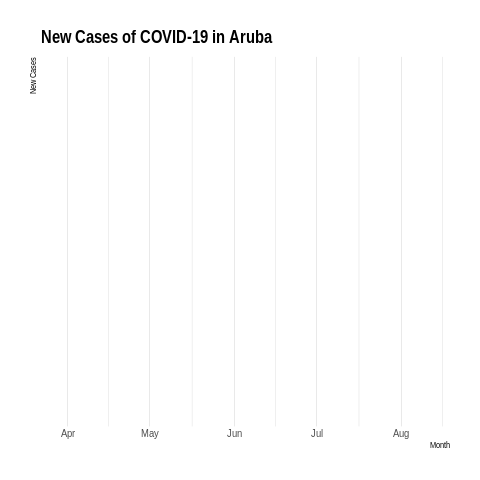 New Cases of COVID-19 in Aruba
New Cases
Apr May Jun Jul Aug
Month